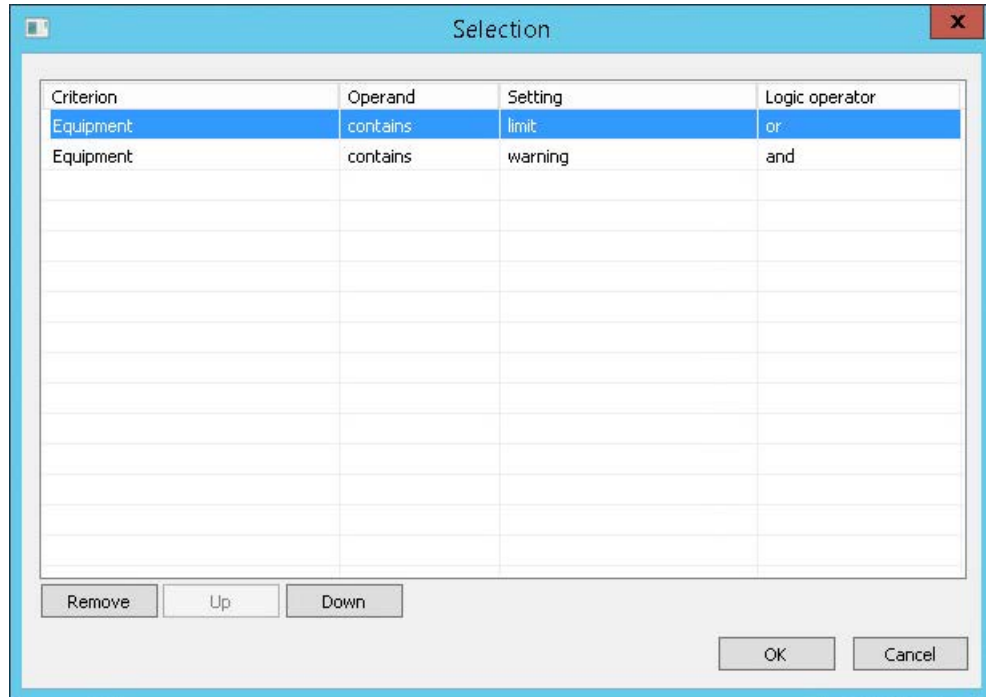 Selection
x
Criterion Operand Setting Logic operator
Equipment contains limit or
Equipment contains warning and
Remove Up Down
OK Cancel